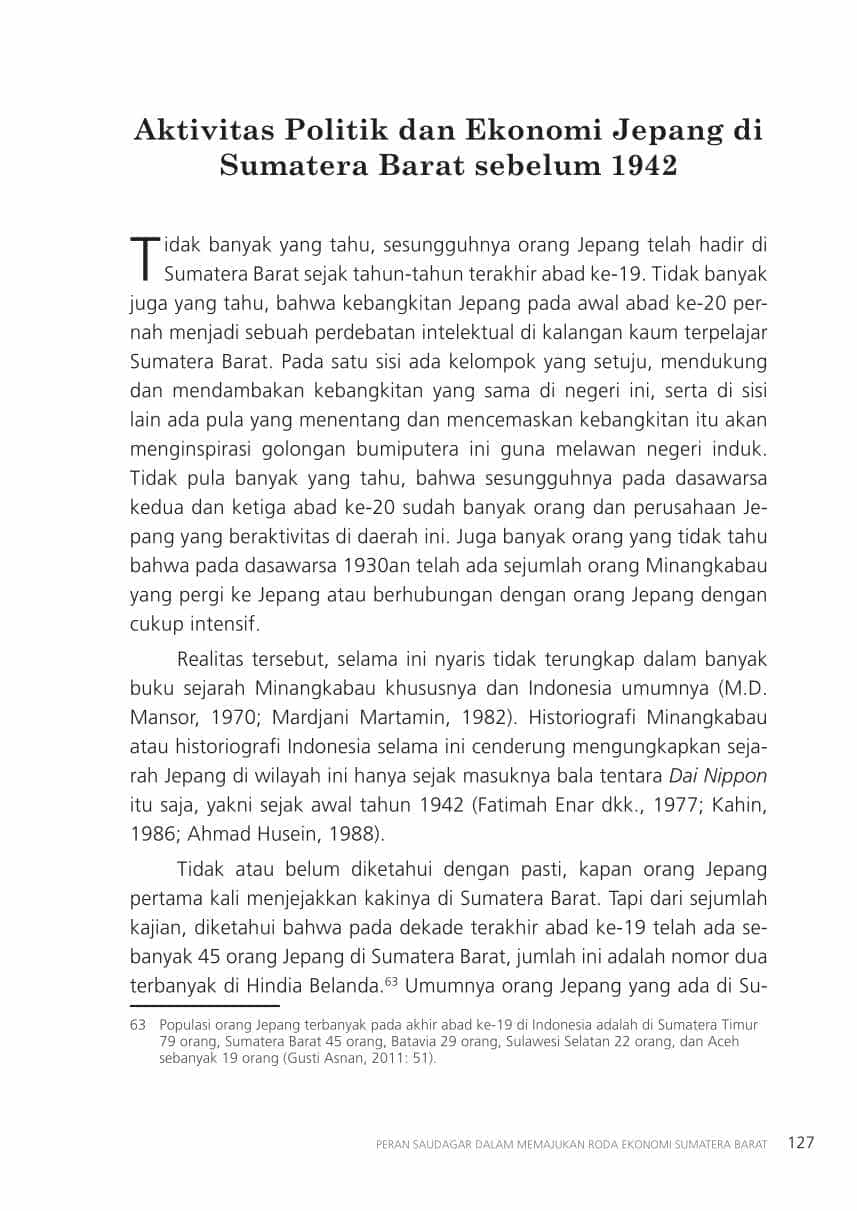 Aktivitas Politik dan Ekonomi Jepang di
Sumatera Barat sebelum 1942
Tidak banyak yang tahu, sesungguhnya orang Jepang telah hadir di
Sumatera Barat sejak tahun-tahun terakhir abad ke-19. Tidak banyak
juga yang tahu, bahwa kebangkitan Jepang pada awal abad ke-20 per-
nah menjadi sebuah perdebatan intelektual di kalangan kaum terpelajar
Sumatera Barat. Pada satu sisi ada kelompok yang setuju, mendukung
dan mendambakan kebangkitan yang sama di negeri ini, serta di sisi
lain ada pula yang menentang dan mencemaskan kebangkitan itu akan
menginspirasi golongan bumiputera ini guna melawan negeri induk.
Tidak pula banyak yang tahu, bahwa sesungguhnya pada dasawarsa
kedua dan ketiga abad ke-20 sudah banyak orang dan perusahaan Je-
pang yang beraktivitas di daerah ini. Juga banyak orang yang tidak tahu
bahwa pada dasawarsa 1930an telah ada sejumlah orang Minangkabau
yang pergi ke Jepang atau berhubungan dengan orang Jepang dengan
cukup intensif.
Realitas tersebut, selama ini nyaris tidak terungkap dalam banyak
buku sejarah Minangkabau khususnya dan Indonesia umumnya (M.D.
Mansor, 1970; Mardjani Martamin, 1982). Historiografi Minangkabau
atau historiografi Indonesia selama ini cenderung mengungkapkan seja-
rah Jepang di wilayah ini hanya sejak masuknya bala tentara Dai Nippon
itu saja, yakni sejak awal tahun 1942 (Fatimah Enar dkk., 1977; Kahin,
1986; Ahmad Husein, 1988).
Tidak atau belum diketahui dengan pasti, kapan orang Jepang
pertama kali menjejakkan kakinya di Sumatera Barat. Tapi dari sejumlah
kajian, diketahui bahwa pada dekade terakhir abad ke-19 telah ada se-
banyak 45 orang Jepang di Sumatera Barat, jumlah ini adalah nomor dua
terbanyak di Hindia Belanda.63 Umumnya orang Jepang yang ada di Su-
63 Populasi orang Jepang terbanyak pada akhir abad ke-19 di Indonesia adalah di Sumatera Timur
79 orang, Sumatera Barat 45 orang, Batavia 29 orang, Sulawesi Selatan 22 orang, dan Aceh
sebanyak 19 orang (Gusti Asnan, 2011: 51).
PERAN SAUDAGAR DALAM MEMAJUKAN RODA EKONOMI SUMATERA BARAT 127